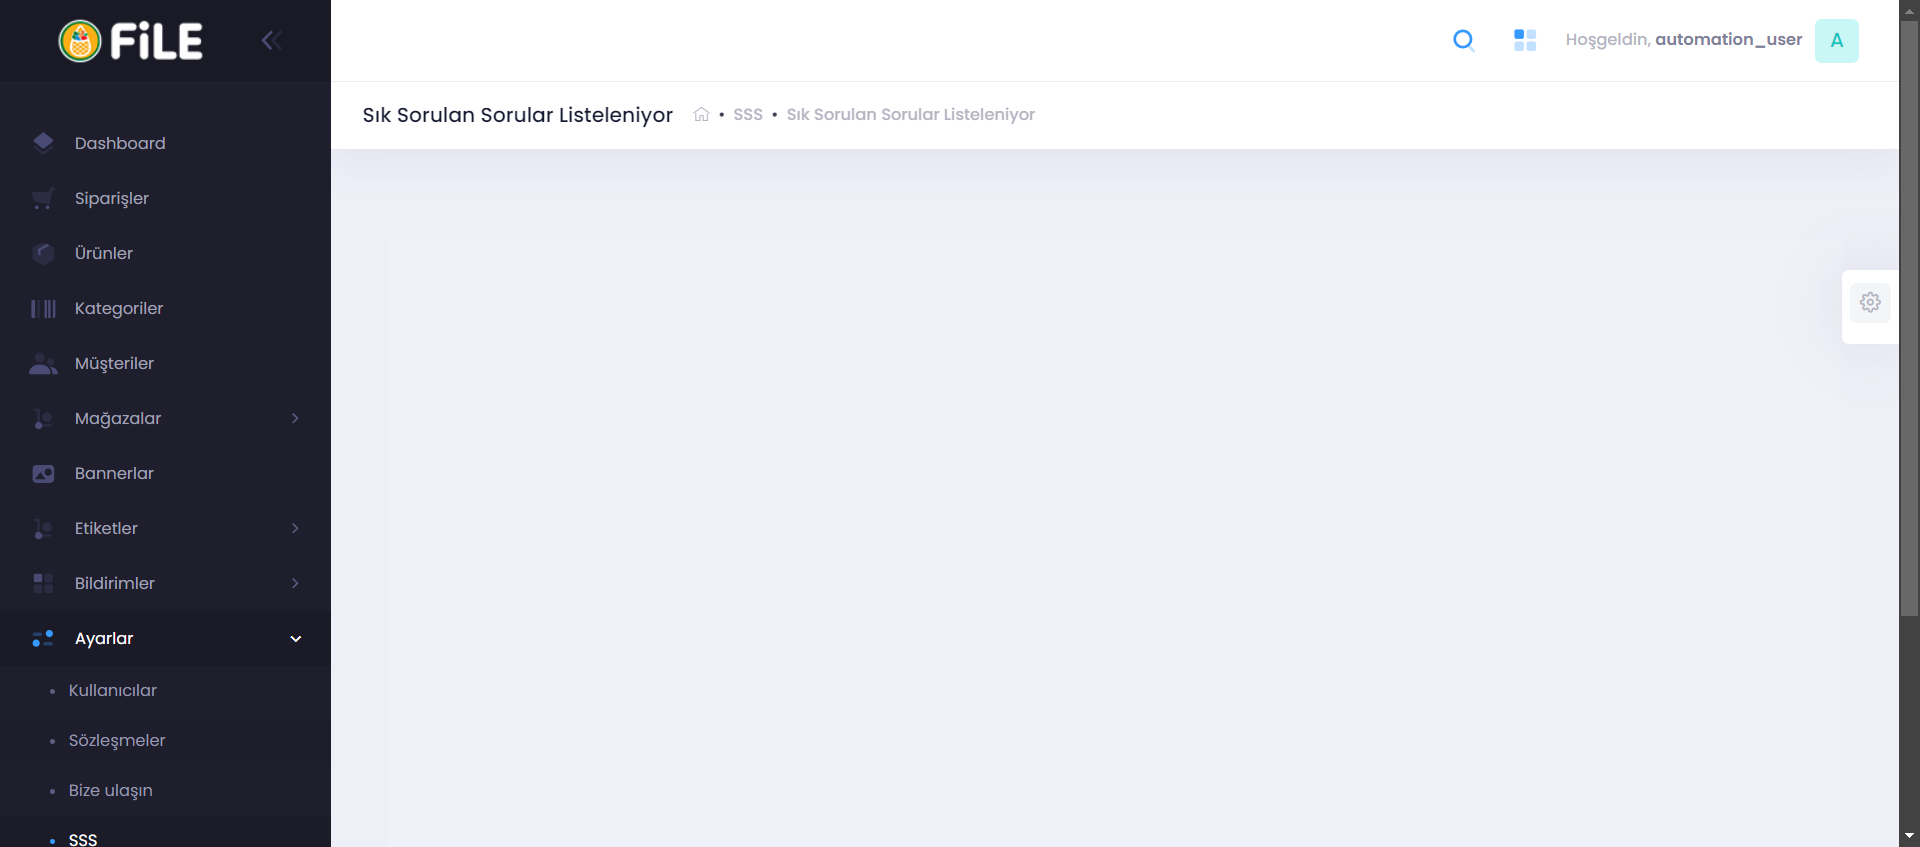 FiLE
Hoşgeldin, automation_user
A
Sık Sorulan Sorular Listeleniyor
SSS • Sık Sorulan Sorular Listeleniyor
Dashboard
Siparişler
Ürünler
Kategoriler
Müşteriler
Mağazalar
Bannerlar
Etiketler
Bildirimler
Ayarlar
Kullanıcılar
Sözleşmeler
Bize ulaşın
SSS